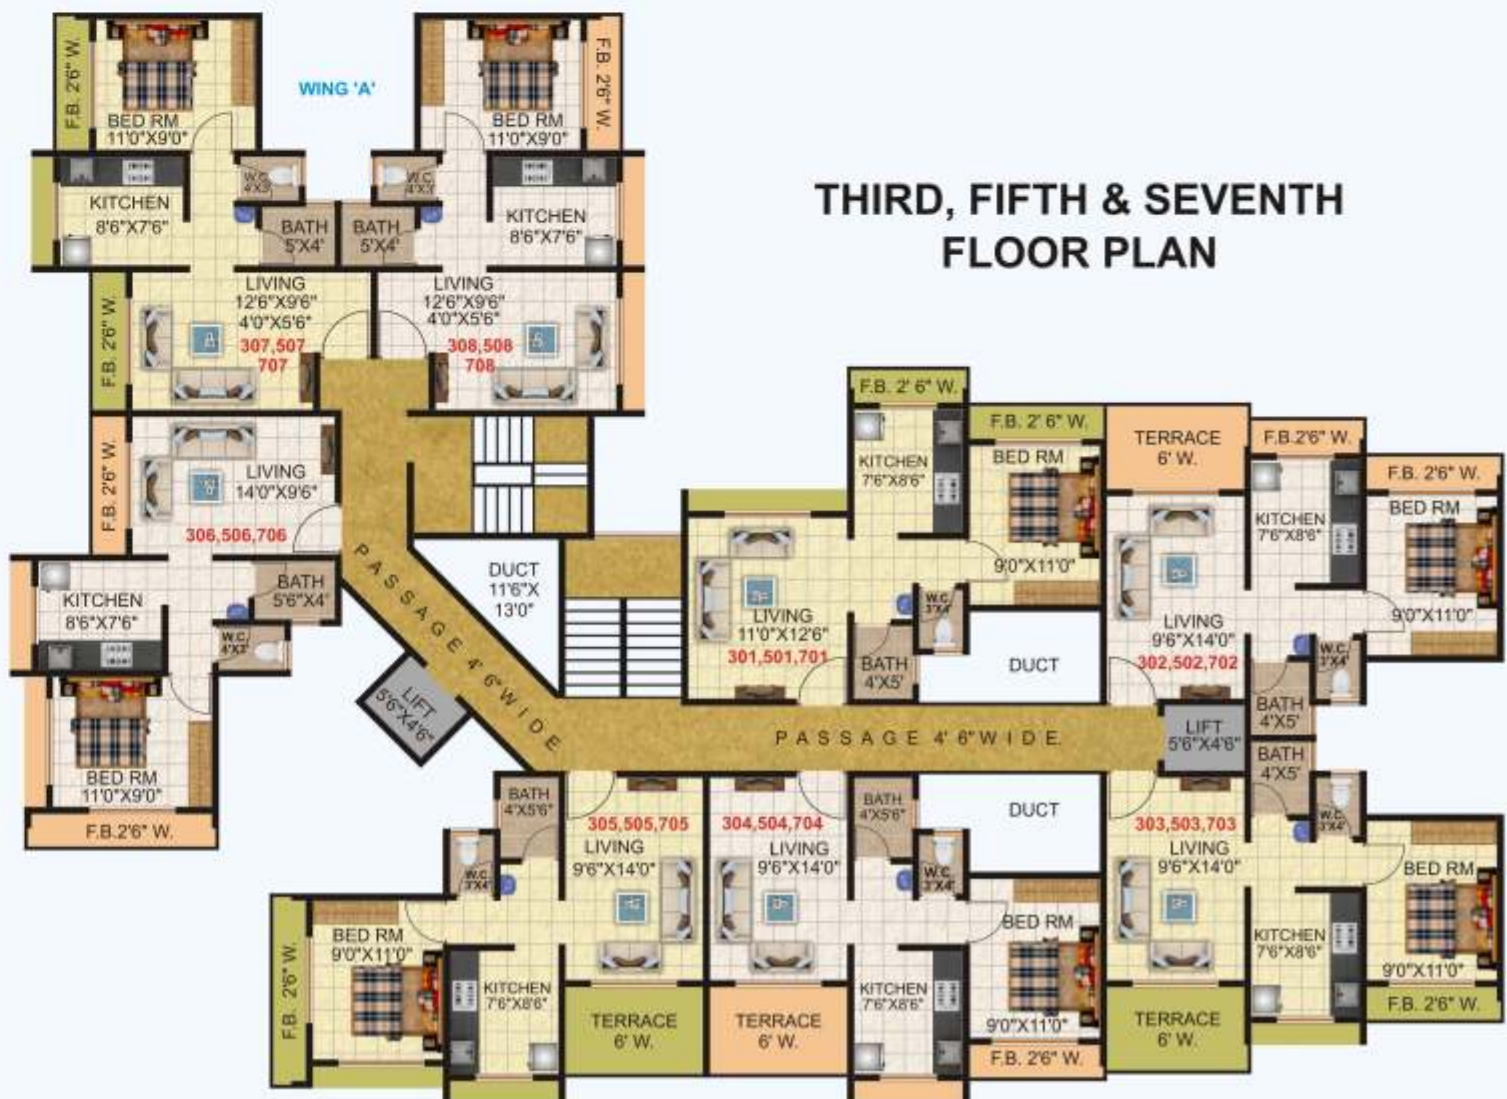 THIRD, FIFTH & SEVENTH
FLOOR PLAN
WING 'A'
F.B. 2'6" W.
BED RM
11'0"X9'0"
W.C.
4'X3'
KITCHEN
8'6"X7'6"
BATH
5'X4'
F.B. 2'6" W.
LIVING
12'6"X9'6"
4'0"X5'6"
307,507
707
F.B. 2'6" W.
BED RM
11'0"X9'0"
W.C.
4'X3'
KITCHEN
8'6"X7'6"
BATH
5'X4'
LIVING
12'6"X9'6"
4'0"X5'6"
308,508
708
F.B. 2'6" W.
LIVING
14'0"X9'6"
306,506,706
KITCHEN
8'6"X7'6"
BATH
5'6"X4'
W.C.
4'X3'
BED RM
11'0"X9'0"
F.B.2'6" W.
PASSAGE 4' 6" WIDE
LIFT
5'6"X4'6"
DUCT
11'6"X
13'0"
F.B. 2' 6" W.
KITCHEN
7'6"X8'6"
F.B. 2' 6" W.
BED RM
9'0"X11'0"
LIVING
11'0"X12'6"
301,501,701
W.C.
3'X4'
BATH
4'X5'
DUCT
TERRACE
6' W.
F.B.2'6" W.
KITCHEN
7'6"X8'6"
F.B. 2'6" W.
BED RM
9'0"X11'0"
LIVING
9'6"X14'0"
302,502,702
W.C.
3'X4'
BATH
4'X5'
PASSAGE 4' 6" WIDE.
LIFT
5'6"X4'6"
BATH
4'X5'
W.C.
3'X4'
303,503,703
LIVING
9'6"X14'0"
BED RM
9'0"X11'0"
KITCHEN
7'6"X8'6"
F.B. 2'6" W.
TERRACE
6' W.
DUCT
BATH
4'X5'6"
304,504,704
LIVING
9'6"X14'0"
W.C.
3'X4'
BED RM
9'0"X11'0"
KITCHEN
7'6"X8'6"
F.B. 2'6" W.
TERRACE
6' W.
BATH
4'X5'6"
305,505,705
LIVING
9'6"X14'0"
W.C.
3'X4'
BED RM
9'0"X11'0"
F.B. 2'6" W.
KITCHEN
7'6"X8'6"
TERRACE
6' W.